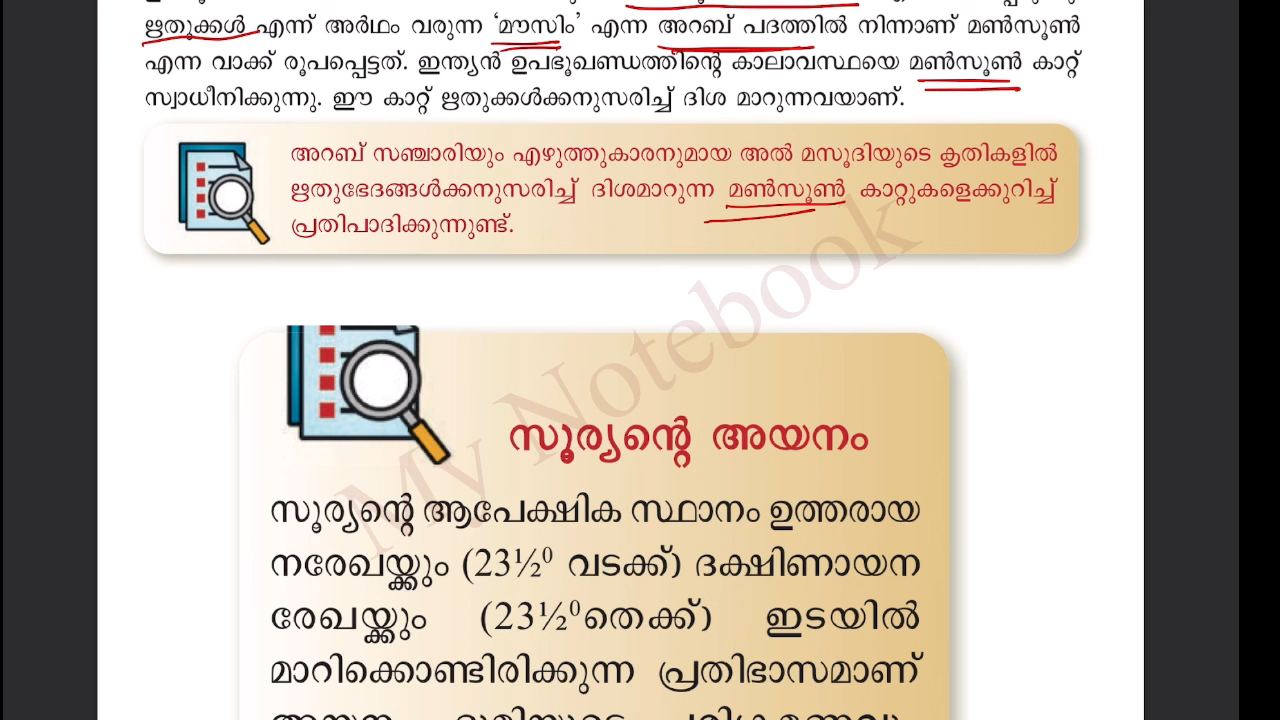 ഋതുക്കൾ എന്ന് അർഥം വരുന്ന ‘മൗസിം’ എന്ന അറബ് പദത്തിൽ നിന്നാണ് മൺസൂൺ
എന്ന വാക്ക് രൂപപ്പെട്ടത്. ഇന്ത്യൻ ഉപഭൂഖണ്ഡത്തിന്റെ കാലാവസ്ഥയെ മൺസൂൺ കാറ്റ്
സ്വാധീനിക്കുന്നു. ഈ കാറ്റ് ഋതുക്കൾക്കനുസരിച്ച് ദിശ മാറുന്നവയാണ്.
അറബ് സഞ്ചാരിയും എഴുത്തുകാരനുമായ അൽ മസൂദിയുടെ കൃതികളിൽ
ഋതുഭേദങ്ങൾക്കനുസരിച്ച് ദിശമാറുന്ന മൺസൂൺ കാറ്റുകളെക്കുറിച്ച്
പ്രതിപാദിക്കുന്നുണ്ട്.
My Notebook
സൂര്യന്റെ അയനം
സൂര്യന്റെ ആപേക്ഷിക സ്ഥാനം ഉത്തരായ
നരേഖയ്ക്കും (23½⁰ വടക്ക്) ദക്ഷിണായന
രേഖയ്ക്കും (23½⁰തെക്ക്) ഇടയിൽ
മാറിക്കൊണ്ടിരിക്കുന്ന പ്രതിഭാസമാണ്